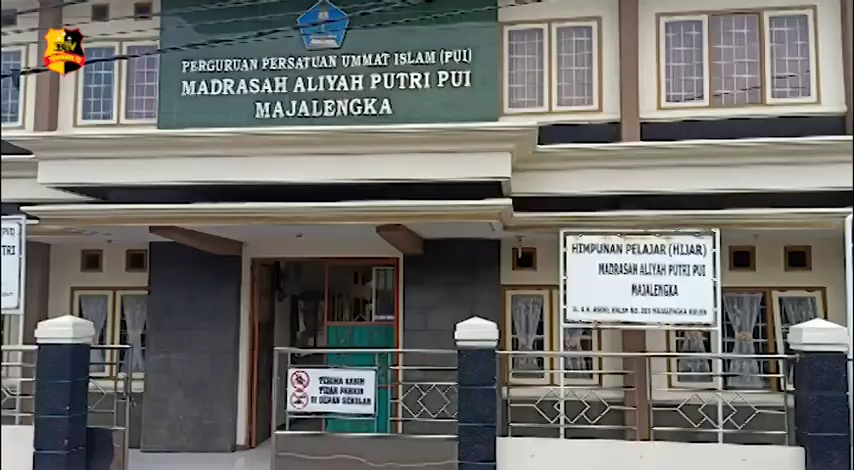 PERGURUAN PERSATUAN UMMAT ISLAM (PUI)
MADRASAH ALIYAH PUTRI PUI
MAJALENGKA
HIMPUNAN PELAJAR (HIJAR)
MADRASAH ALIYAH PUTRI PUI
MAJALENGKA
TERIMA KASIH
TIDAK PARKIR
DI DEPAN SEKOLAH